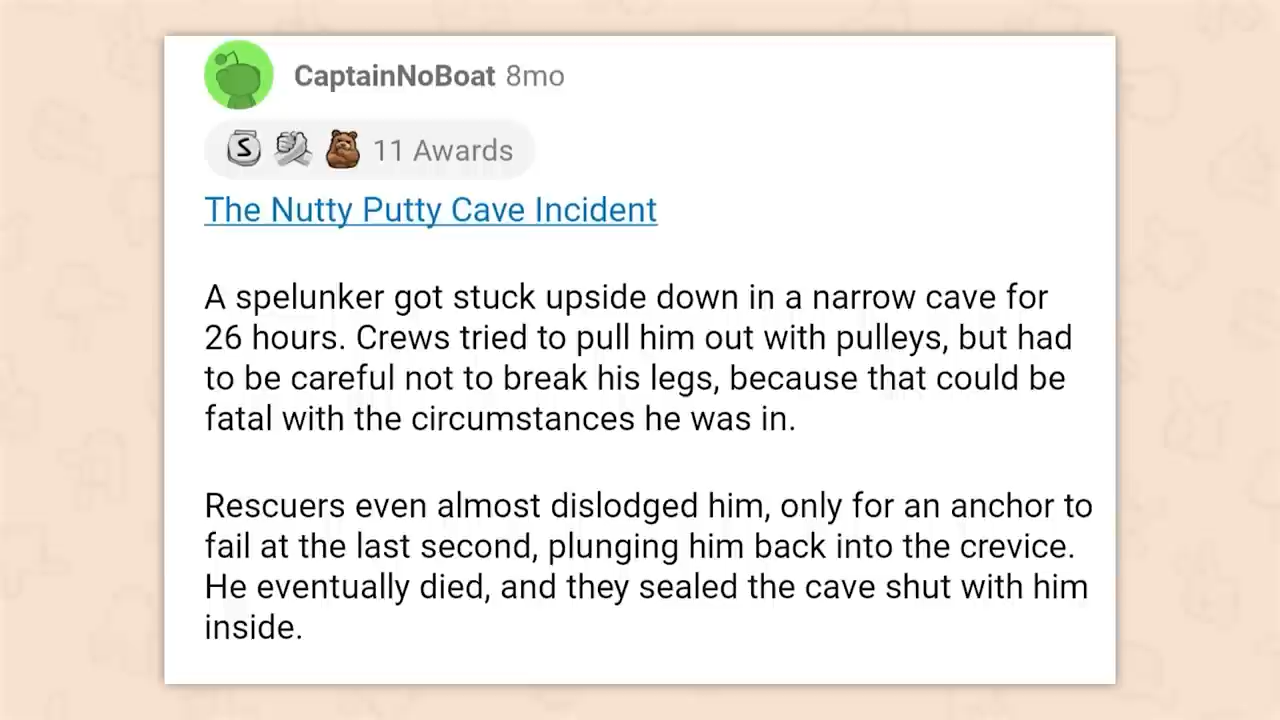 CaptainNoBoat 8mo
S 11 Awards
The Nutty Putty Cave Incident
A spelunker got stuck upside down in a narrow cave for
26 hours. Crews tried to pull him out with pulleys, but had
to be careful not to break his legs, because that could be
fatal with the circumstances he was in.
Rescuers even almost dislodged him, only for an anchor to
fail at the last second, plunging him back into the crevice.
He eventually died, and they sealed the cave shut with him
inside.